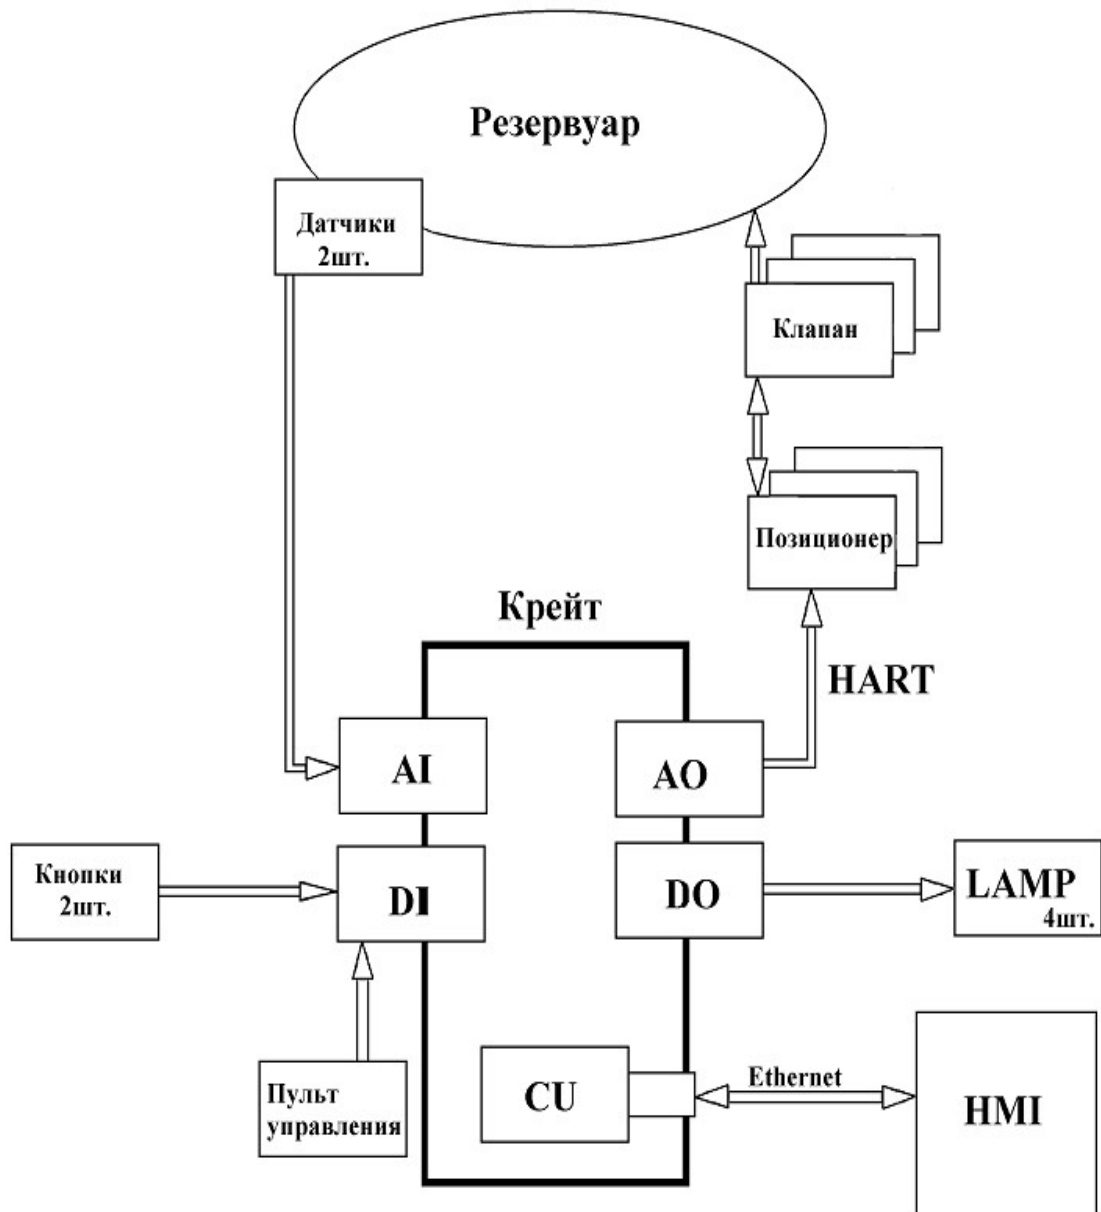 Резервуар
Датчики
2шт.
Клапан
Позиционер
Крейт
HART
AI
AO
Кнопки
2шт.
DI
DO
LAMP
4шт.
Пульт
управления
CU
Ethernet
HMI